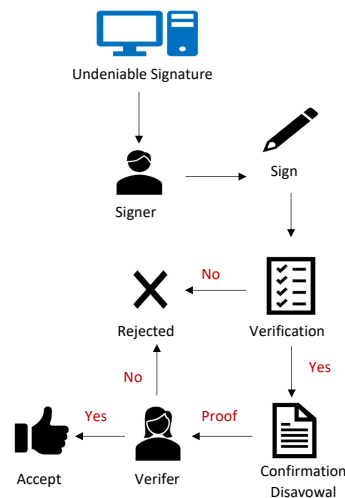 Undeniable Signature
Sign
Signer
No
Rejected
Verification
No
Yes
Yes
Proof
Accept
Verifer
Confirmation
Disavowal